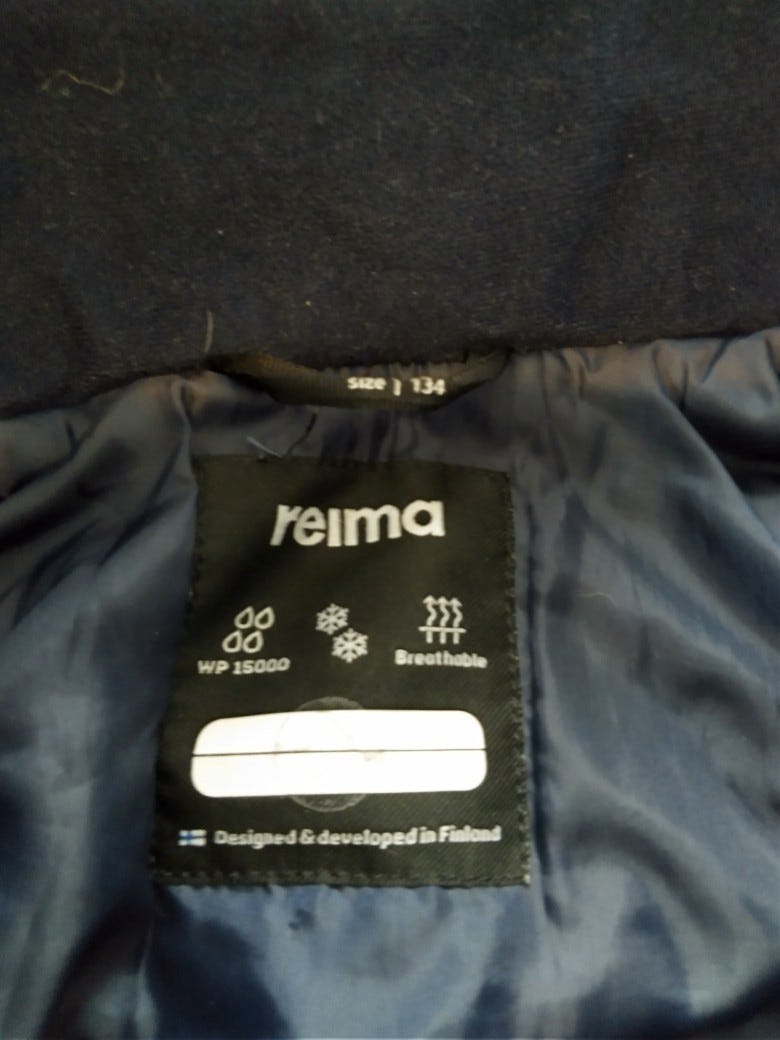 size | 134
reima
WP 15000
Breathable
Designed & developed in Finland